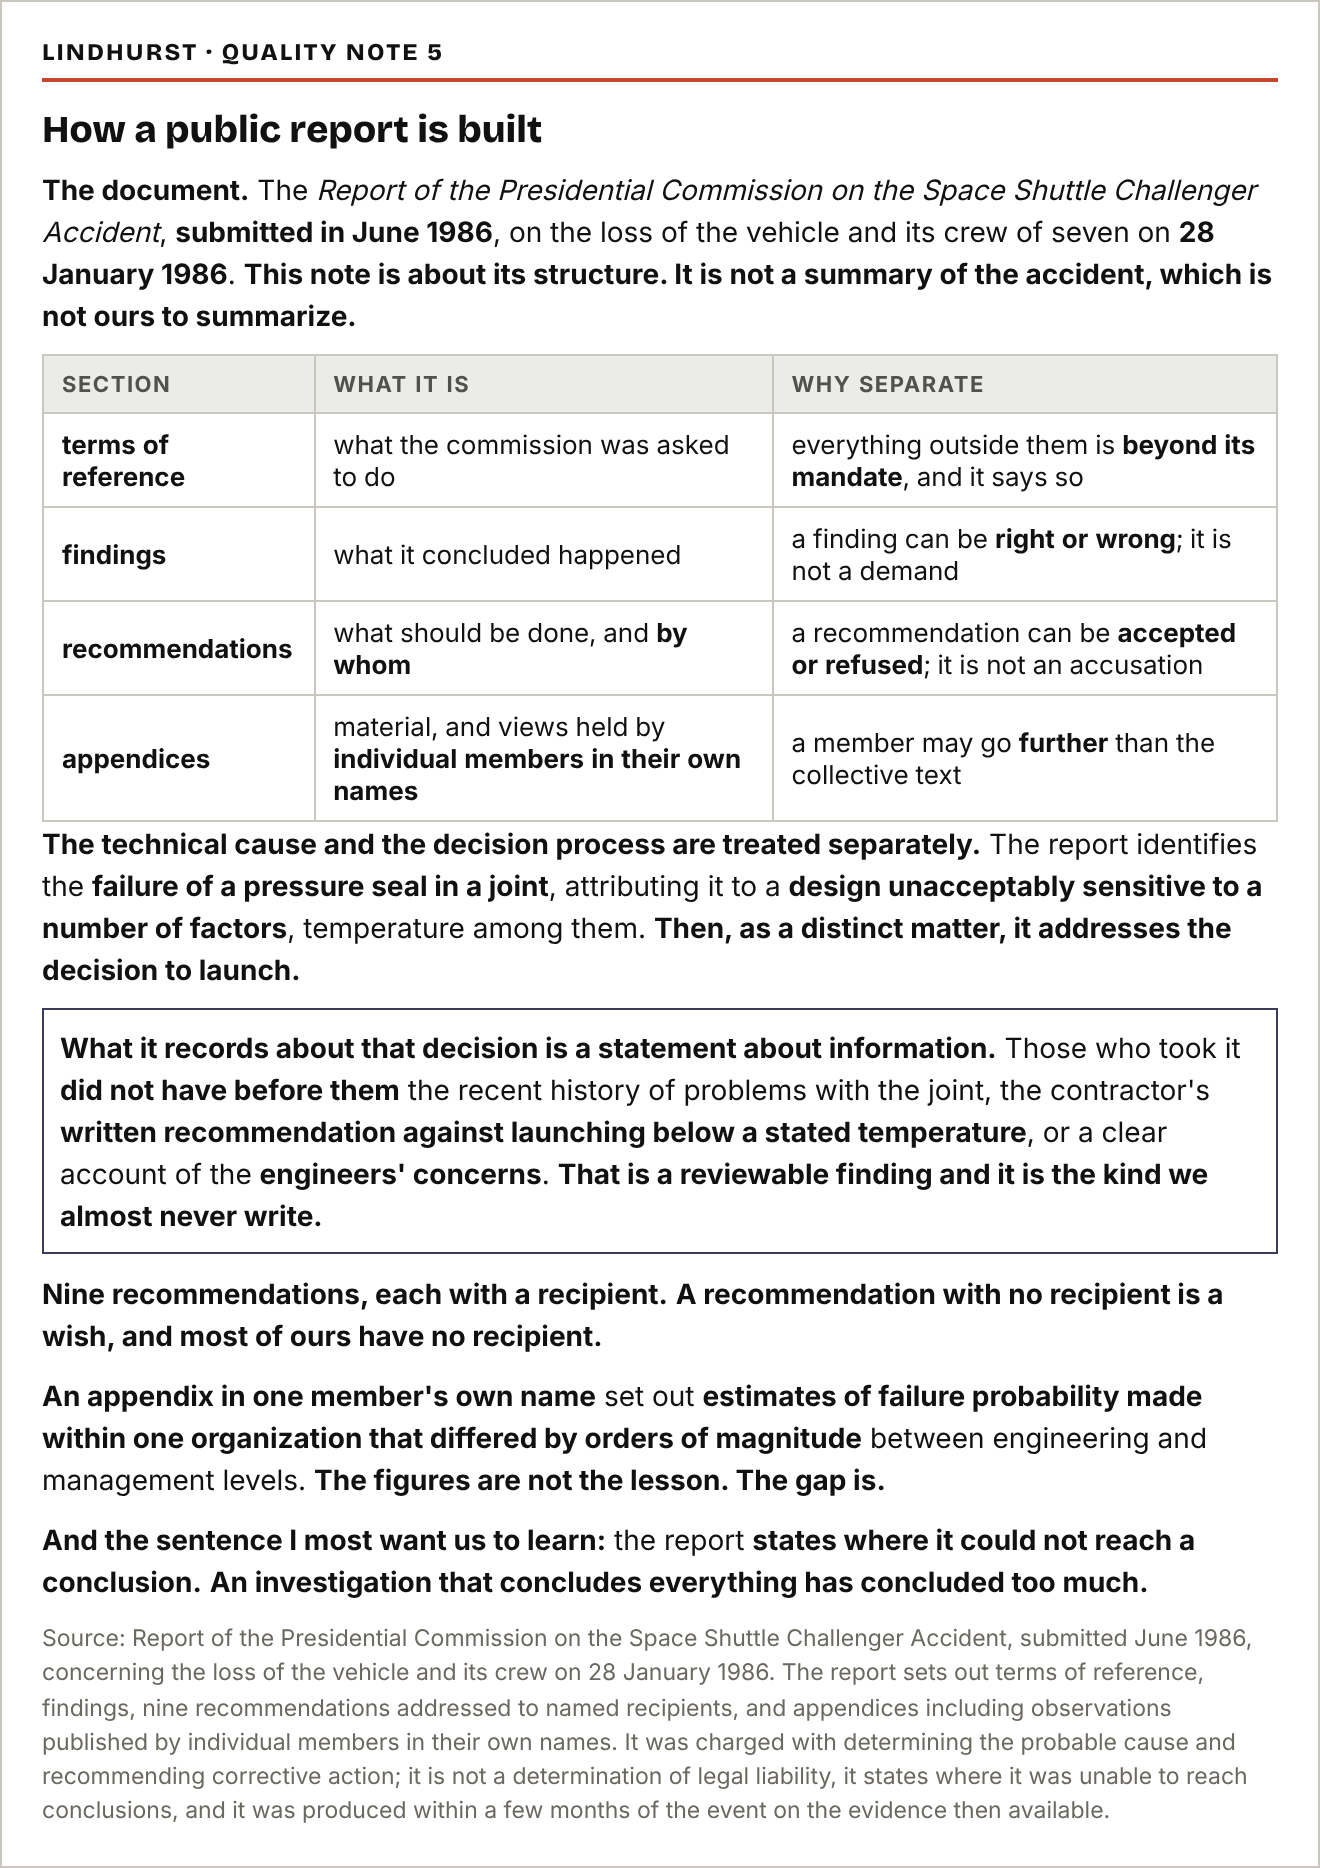 LINDHURST · QUALITY NOTE 5
How a public report is built
The document. The Report of the Presidential Commission on the Space Shuttle Challenger
Accident, submitted in June 1986, on the loss of the vehicle and its crew of seven on 28
January 1986. This note is about its structure. It is not a summary of the accident, which is
not ours to summarize.
SECTION
WHAT IT IS
WHY SEPARATE
terms of
reference
what the commission was asked
to do
everything outside them is beyond its
mandate, and it says so
findings
what it concluded happened
a finding can be right or wrong; it is
not a demand
recommendations
what should be done, and by
whom
a recommendation can be accepted
or refused; it is not an accusation
appendices
material, and views held by
individual members in their own
names
a member may go further than the
collective text
The technical cause and the decision process are treated separately. The report identifies
the failure of a pressure seal in a joint, attributing it to a design unacceptably sensitive to a
number of factors, temperature among them. Then, as a distinct matter, it addresses the
decision to launch.
What it records about that decision is a statement about information. Those who took it
did not have before them the recent history of problems with the joint, the contractor's
written recommendation against launching below a stated temperature, or a clear
account of the engineers' concerns. That is a reviewable finding and it is the kind we
almost never write.
Nine recommendations, each with a recipient. A recommendation with no recipient is a
wish, and most of ours have no recipient.
An appendix in one member's own name set out estimates of failure probability made
within one organization that differed by orders of magnitude between engineering and
management levels. The figures are not the lesson. The gap is.
And the sentence I most want us to learn: the report states where it could not reach a
conclusion. An investigation that concludes everything has concluded too much.
Source: Report of the Presidential Commission on the Space Shuttle Challenger Accident, submitted June 1986,
concerning the loss of the vehicle and its crew on 28 January 1986. The report sets out terms of reference,
findings, nine recommendations addressed to named recipients, and appendices including observations
published by individual members in their own names. It was charged with determining the probable cause and
recommending corrective action; it is not a determination of legal liability, it states where it was unable to reach
conclusions, and it was produced within a few months of the event on the evidence then available.